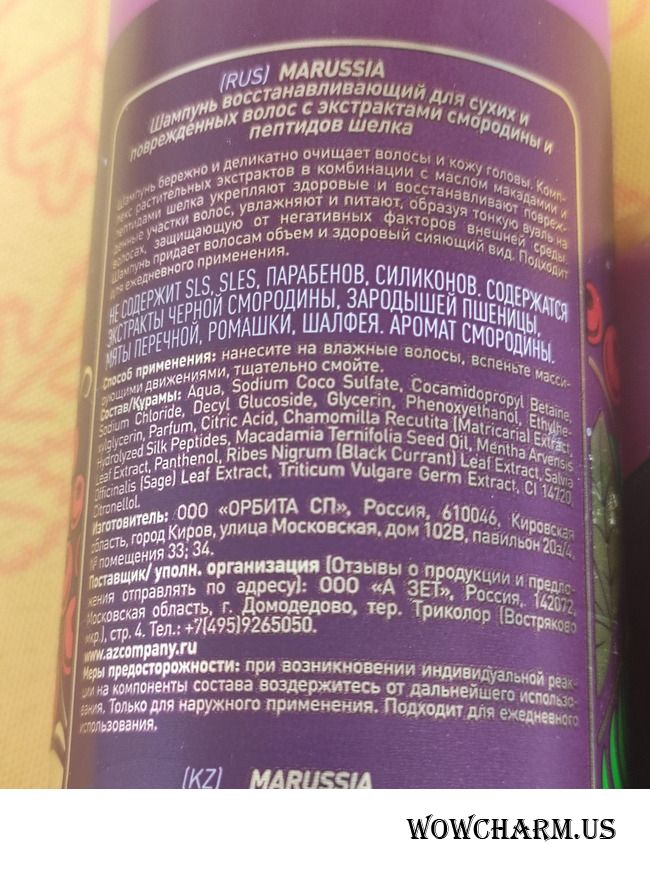 (RUS) MARUSSIA
Шампунь восстанавливающий для сухих и
поврежденных волос с экстрактами смородины и
пептидов шелка
Шампунь бережно и деликатно очищает волосы и кожу головы. Комп-
лекс растительных экстрактов в комбинации с маслом макадамии и
пептидами шелка укрепляют здоровые и восстанавливают повреж-
денные участки волос, увлажняют и питают, образуя тонкую вуаль на
волосах, защищающую от негативных факторов внешней среды.
Шампунь придает волосам объем и здоровый сияющий вид. Подходит
для ежедневного применения.
НЕ СОДЕРЖИТ SLS, SLES, ПАРАБЕНОВ, СИЛИКОНОВ. СОДЕРЖАТСЯ
ЭКСТРАКТЫ ЧЕРНОЙ СМОРОДИНЫ, ЗАРОДЫШЕЙ ПШЕНИЦЫ,
МЯТЫ ПЕРЕЧНОЙ, РОМАШКИ, ШАЛФЕЯ. АРОМАТ СМОРОДИНЫ.
Способ применения: нанесите на влажные волосы, вспеньте масси-
рующими движениями, тщательно смойте.
Состав/Курамы: Aqua, Sodium Coco Sulfate, Cocamidopropyl Betaine,
Sodium Chloride, Decyl Glucoside, Glycerin, Phenoxyethanol, Ethylhe-
xylglycerin, Parfum, Citric Acid, Chamomilla Recutita (Matricaria) Extract,
Hydrolyzed Silk Peptides, Macadamia Ternifolia Seed Oil, Mentha Arvensis
Leaf Extract, Panthenol, Ribes Nigrum (Black Currant) Leaf Extract, Salvia
Officinalis (Sage) Leaf Extract, Triticum Vulgare Germ Extract, CI 14720,
Citronellol.
Изготовитель: ООО «ОРБИТА СП», Россия, 610046, Кировская
область, город Киров, улица Московская, дом 102В, павильон 20з/4,
№ помещения 33; 34.
Поставщик/ уполн. организация (Отзывы о продукции и предло-
жения отправлять по адресу): ООО «А ЗЕТ», Россия, 142072,
Московская область, г. Домодедово, тер. Триколор (Востряково
мкр.), стр. 4. Тел.: +7(495)9265050.
www.azcompany.ru
Меры предосторожности: при возникновении индивидуальной реак-
ции на компоненты состава воздержитесь от дальнейшего использо-
вания. Только для наружного применения. Подходит для ежедневного
использования.
(KZ) MARUSSIA
WOWCHARM.US